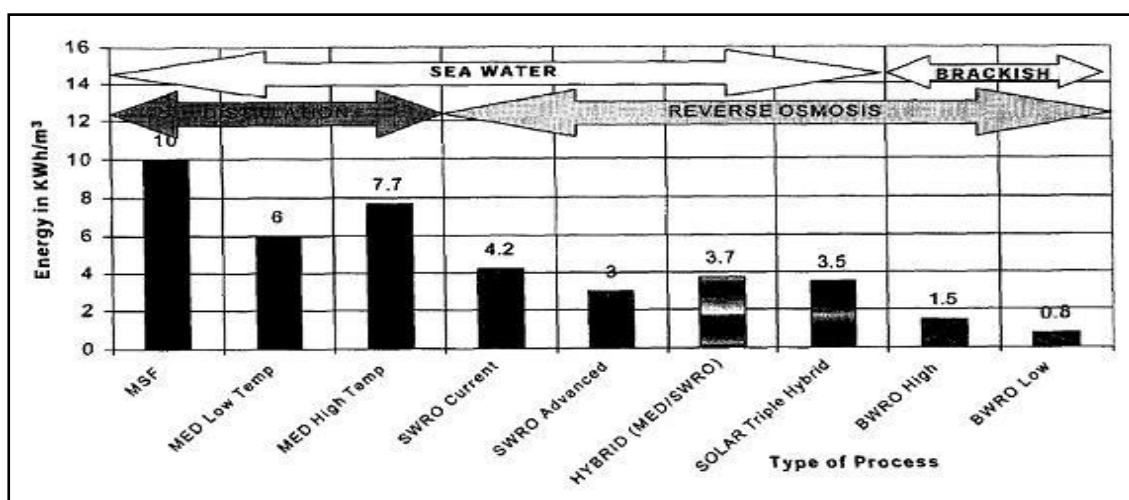 16
14
12
10
8
6
4
2
0
Energy in KWh/m³
SEA WATER
BRACKISH
DISTILLATION
REVERSE OSMOSIS
10
6
7.7
4.2
3
3.7
3.5
1.5
0.8
MSF
MED Low Temp
MED High Temp
SWRO Current
SWRO Advanced
HYBRID (MED/SWRO)
SOLAR Triple Hybrid
BWRO High
BWRO Low
Type of Process